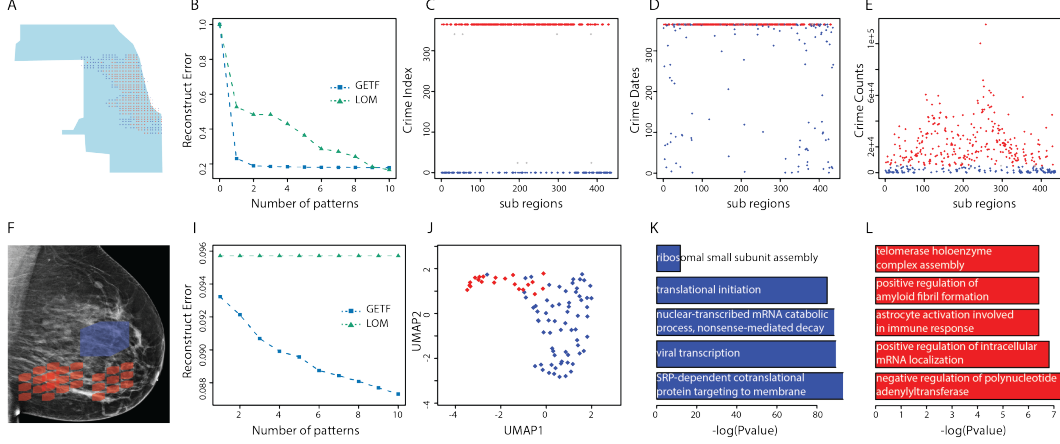 A
B
Reconstruct Error
1.0
0.8
0.6
0.4
0.2
GETF
LOM
0 2 4 6 8 10
Number of patterns
C
Crime Index
0 100 300
0 100 200 300 400
sub regions
D
Crime Dates
0 100 200 300
0 100 200 300 400
sub regions
E
Crime Counts
0 2e+4 6e+4 1e+5
0 100 200 300 400
sub regions
F
I
Reconstruct Error
0.096
0.094
0.092
0.090
0.088
GETF
LOM
2 4 6 8 10
Number of patterns
J
UMAP2
-4 -2 0 2 4
-4 -2 0 2
UMAP1
K
ribosomal small subunit assembly
translational initiation
nuclear-transcribed mRNA catabolic
process, nonsense-mediated decay
viral transcription
SRP-dependent cotranslational
protein targeting to membrane
0 20 40 60 80
-log(Pvalue)
L
telomerase holoenzyme
complex assembly
positive regulation of
amyloid fibril formation
astrocyte activation involved
in immune response
positive regulation of intracellular
mRNA localization
negative regulation of polynucleotide
adenylyltransferase
0 1 2 3 4 5 6 7
-log(Pvalue)